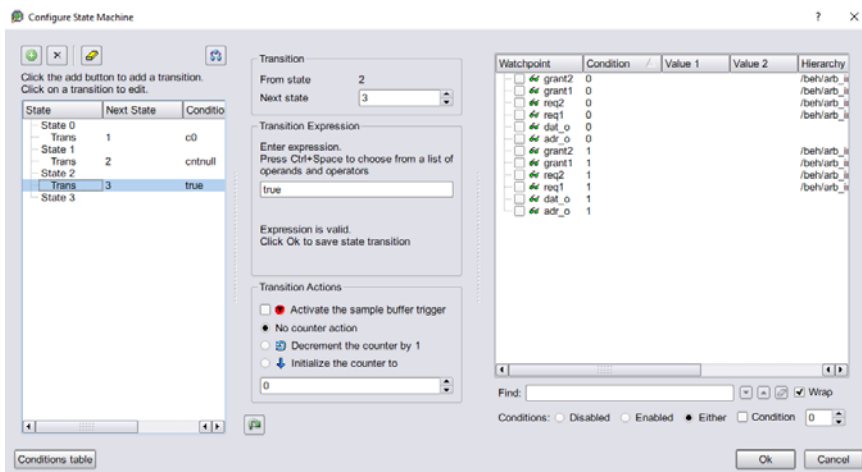 Configure State Machine
? ×
Click the add button to add a transition.
Click on a transition to edit.
State Next State Conditio
State 0
Trans 1 c0
State 1
Trans 2 cntnull
State 2
Trans 3 true
State 3
Conditions table
Transition
From state 2
Next state 3
Transition Expression
Enter expression.
Press Ctrl+Space to choose from a list of
operands and operators
true
Expression is valid.
Click Ok to save state transition
Transition Actions
Activate the sample buffer trigger
No counter action
Decrement the counter by 1
Initialize the counter to
0
Watchpoint Condition Value 1 Value 2 Hierarchy
grant2 0 /beh/arb_i
grant1 0 /beh/arb_i
req2 0 /beh/arb_i
req1 0 /beh/arb_i
dat_o 0
adr_o 0
grant2 1 /beh/arb_i
grant1 1 /beh/arb_i
req2 1 /beh/arb_i
req1 1 /beh/arb_i
dat_o 1
adr_o 1
Find: Wrap
Conditions: Disabled Enabled Either Condition 0
Ok Cancel